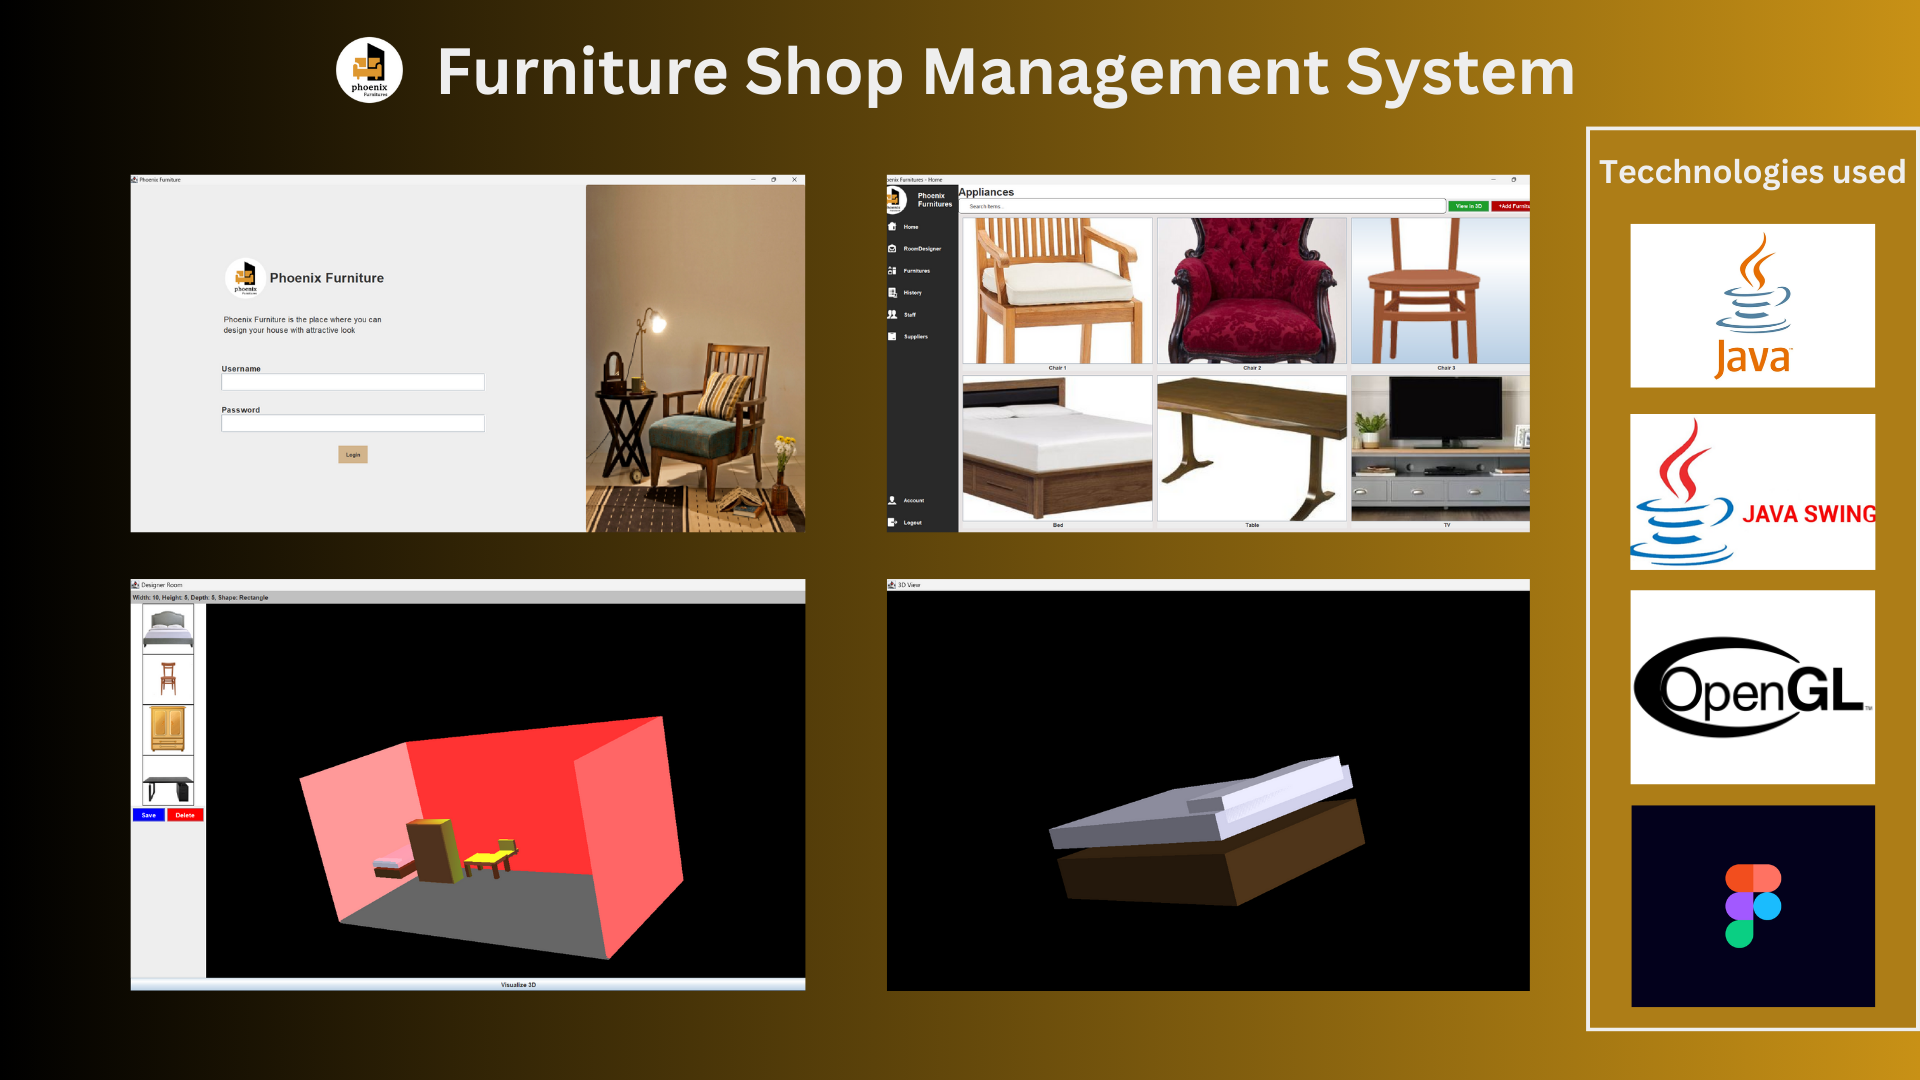 phoenix
Furnitures
Furniture Shop Management System
Phoenix Furniture
phoenix
Phoenix Furniture
Phoenix Furniture is the place where you can
design your house with attractive look
Username
Password
Login
enix Furnitures - Home
Phoenix
Furnitures
Home
RoomDesigner
Furnitures
History
Staff
Suppliers
Account
Logout
Appliances
Search items..
View in 3D
+Add Furnitu
Chair 1
Chair 2
Chair 3
Bed
Table
TV
Designer Room
Width: 10, Height: 5, Depth: 5, Shape: Rectangle
Save
Delete
Visualize 3D
3D View
Tecchnologies used
Java
JAVA SWING
OpenGL